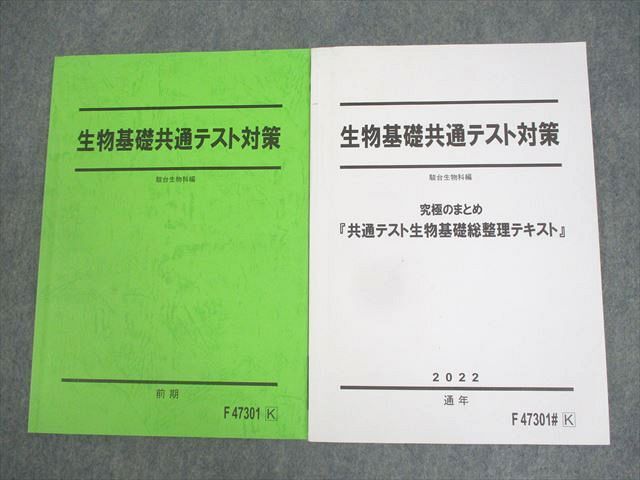 生物基礎共通テスト対策
駿台生物科編
前期
F 47301 K
生物基礎共通テスト対策
駿台生物科編
究極のまとめ
『共通テスト生物基礎総整理テキスト』
2022
通年
F 47301# K